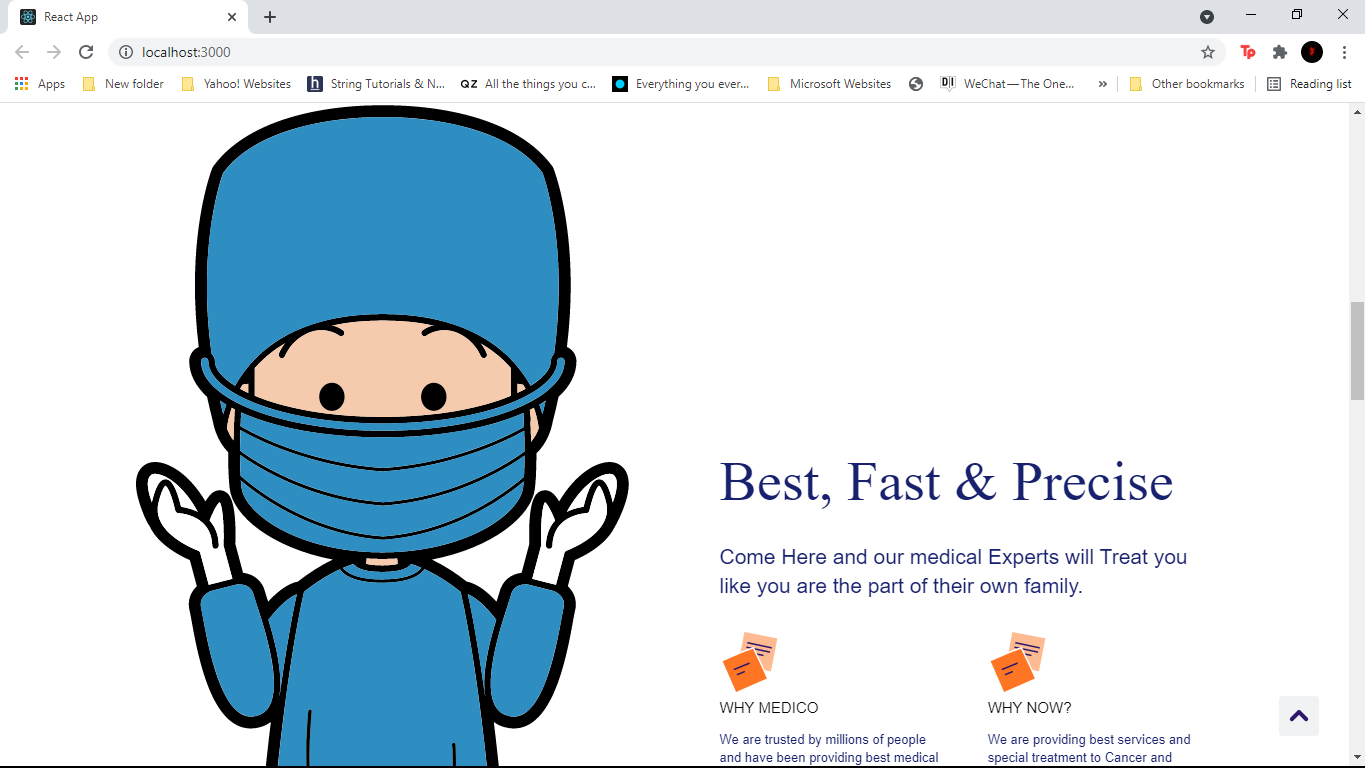 React App
localhost:3000
Tp
Apps
New folder
Yahoo! Websites
h
String Tutorials & N...
QZ
All the things you c...
Everything you ever...
Microsoft Websites
WeChat — The One...
»
Other bookmarks
Reading list
Best, Fast & Precise
Come Here and our medical Experts will Treat you
like you are the part of their own family.
WHY MEDICO
WHY NOW?
We are trusted by millions of people
and have been providing best medical
We are providing best services and
special treatment to Cancer and